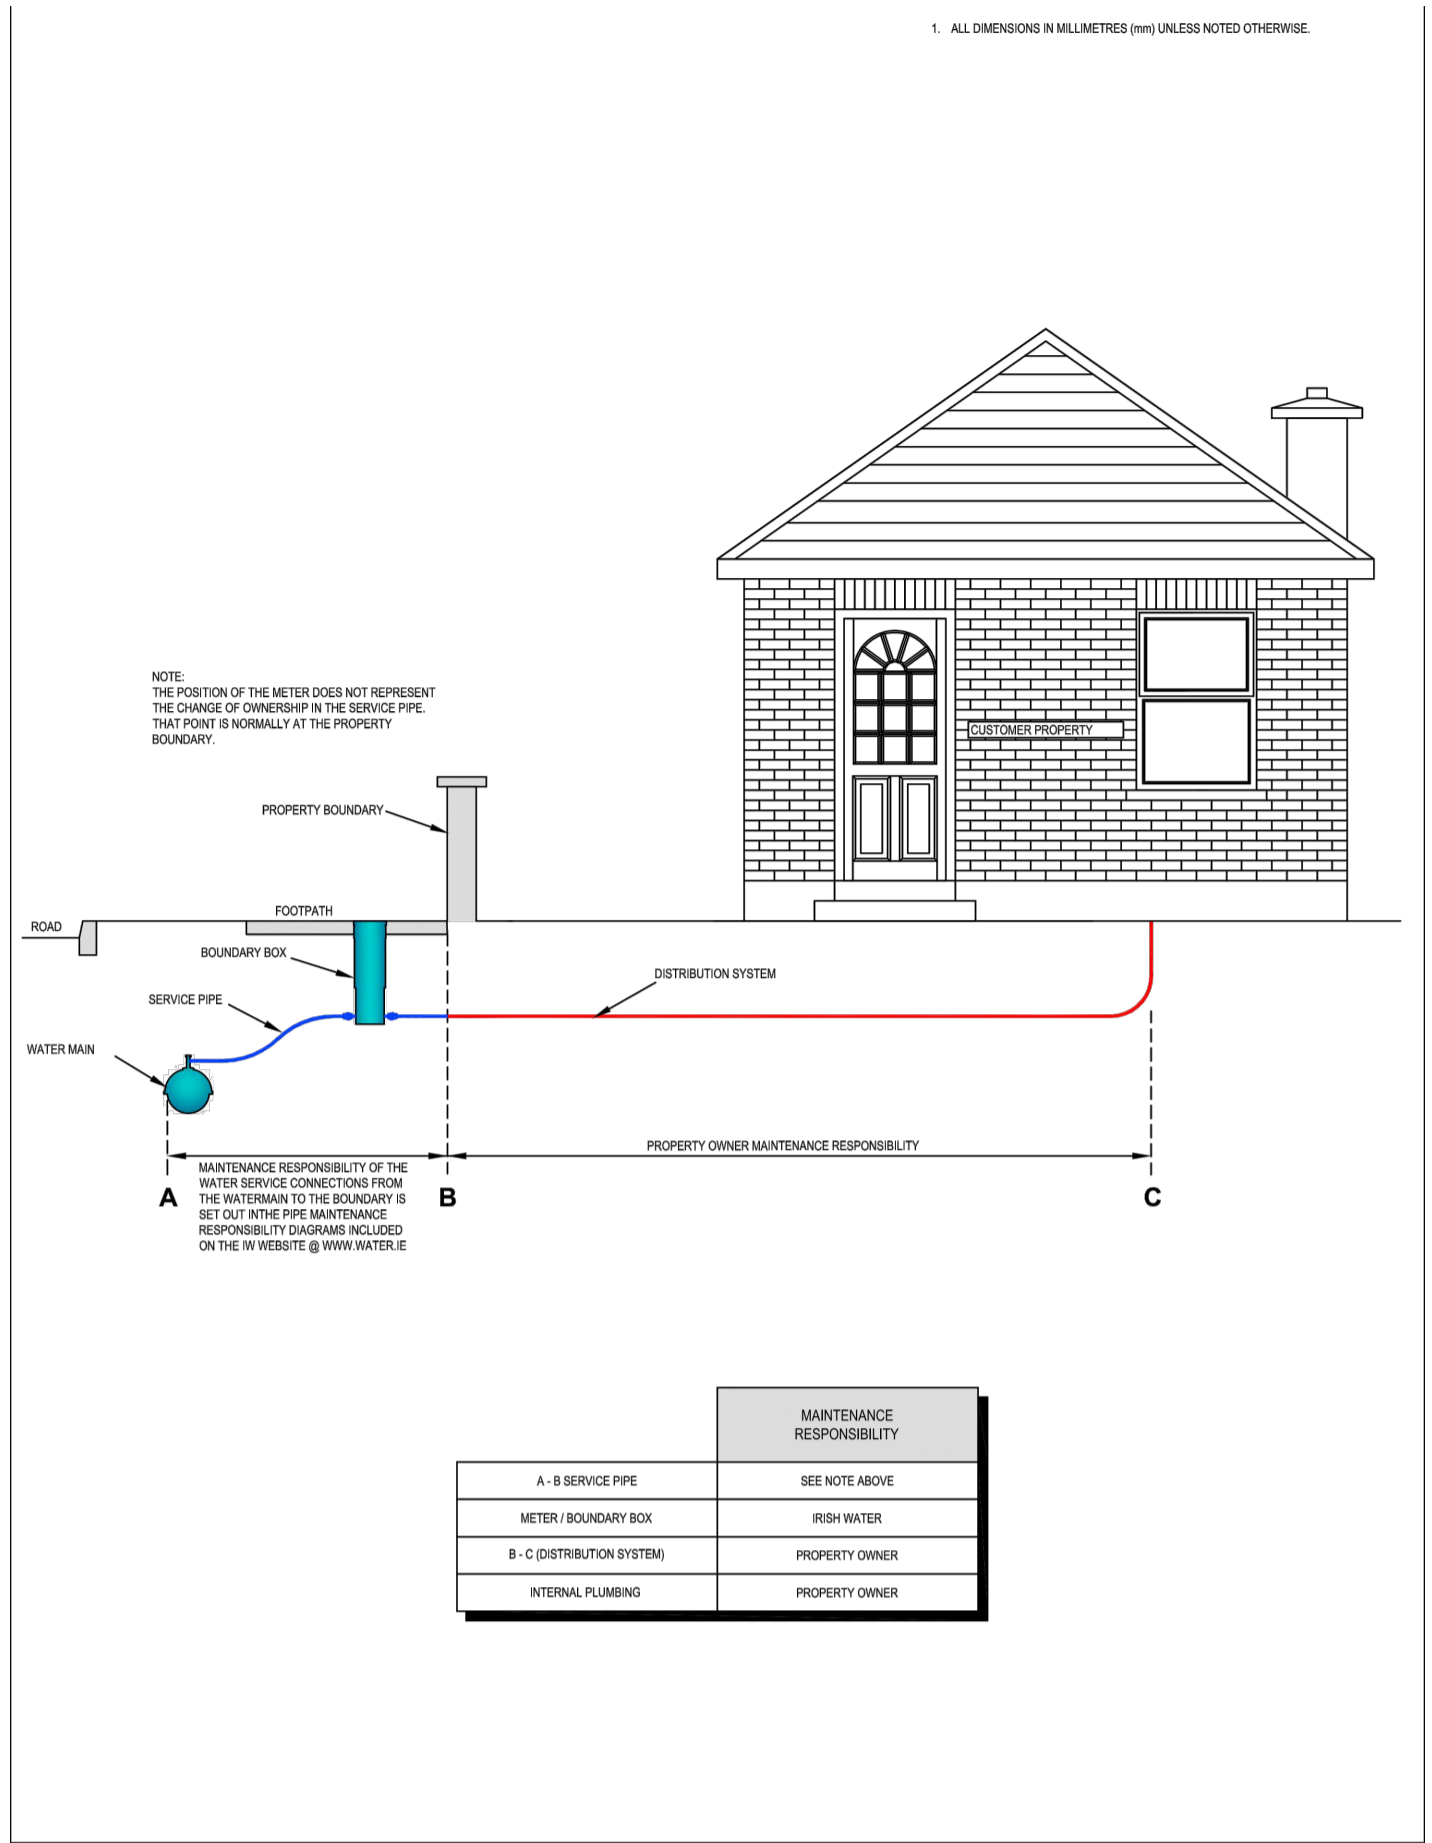 1. ALL DIMENSIONS IN MILLIMETRES (mm) UNLESS NOTED OTHERWISE.
NOTE:
THE POSITION OF THE METER DOES NOT REPRESENT
THE CHANGE OF OWNERSHIP IN THE SERVICE PIPE.
THAT POINT IS NORMALLY AT THE PROPERTY
BOUNDARY.
CUSTOMER PROPERTY
PROPERTY BOUNDARY
FOOTPATH
ROAD
BOUNDARY BOX
DISTRIBUTION SYSTEM
SERVICE PIPE
WATER MAIN
PROPERTY OWNER MAINTENANCE RESPONSIBILITY
MAINTENANCE RESPONSIBILITY OF THE
WATER SERVICE CONNECTIONS FROM
THE WATERMAIN TO THE BOUNDARY IS
SET OUT INTHE PIPE MAINTENANCE
RESPONSIBILITY DIAGRAMS INCLUDED
ON THE IW WEBSITE @ WWW.WATER.IE
A
B
C
MAINTENANCE
RESPONSIBILITY
A - B SERVICE PIPE
SEE NOTE ABOVE
METER / BOUNDARY BOX
IRISH WATER
B - C (DISTRIBUTION SYSTEM)
PROPERTY OWNER
INTERNAL PLUMBING
PROPERTY OWNER